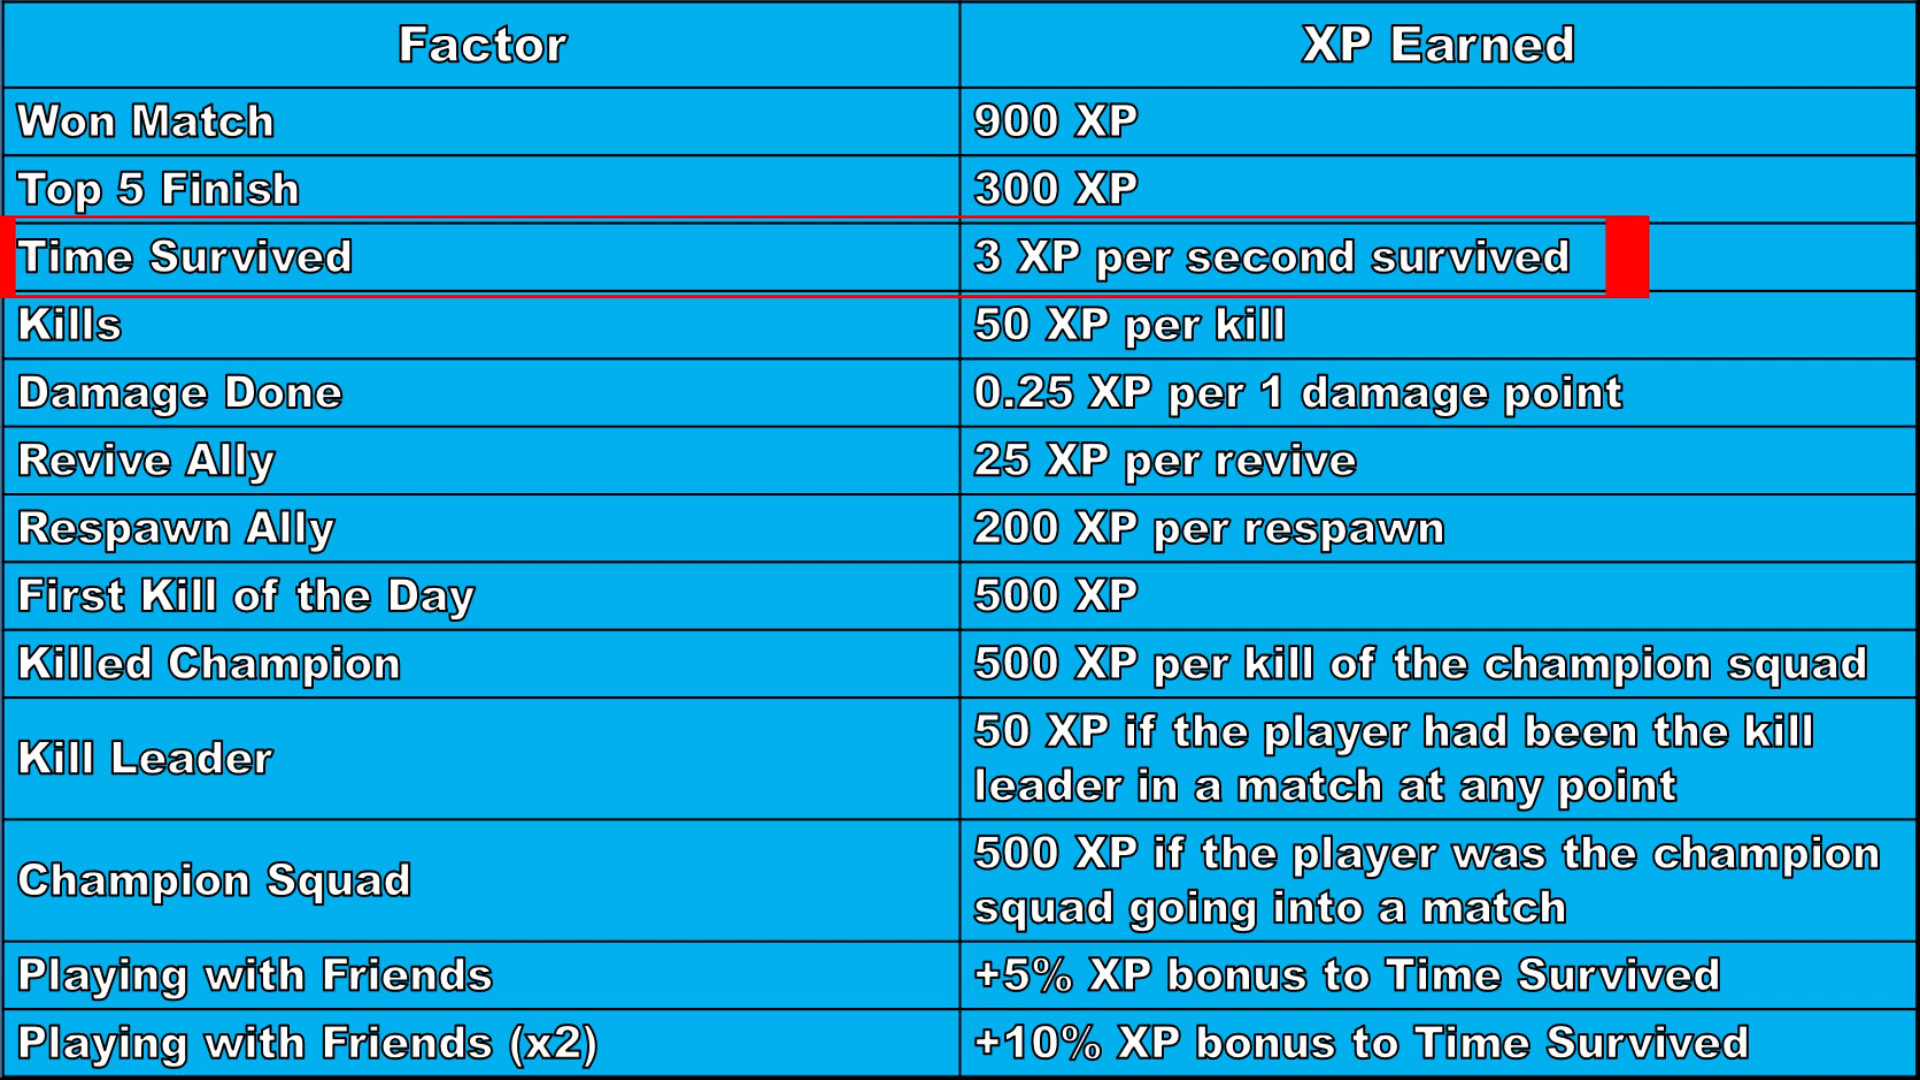 Factor XP Earned
Won Match 900 XP
Top 5 Finish 300 XP
Time Survived 3 XP per second survived
Kills 50 XP per kill
Damage Done 0.25 XP per 1 damage point
Revive Ally 25 XP per revive
Respawn Ally 200 XP per respawn
First Kill of the Day 500 XP
Killed Champion 500 XP per kill of the champion squad
Kill Leader 50 XP if the player had been the kill
leader in a match at any point
Champion Squad 500 XP if the player was the champion
squad going into a match
Playing with Friends +5% XP bonus to Time Survived
Playing with Friends (x2) +10% XP bonus to Time Survived